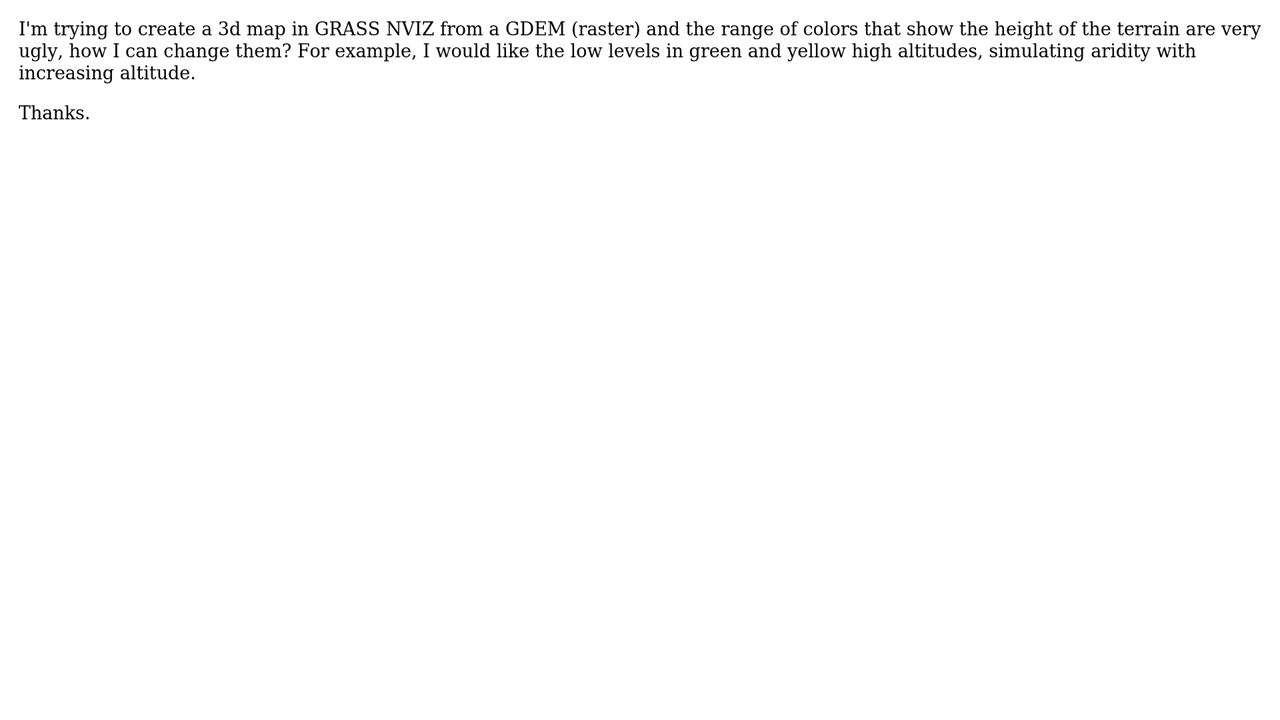 I'm trying to create a 3d map in GRASS NVIZ from a GDEM (raster) and the range of colors that show the height of the terrain are very
ugly, how I can change them? For example, I would like the low levels in green and yellow high altitudes, simulating aridity with
increasing altitude.
Thanks.